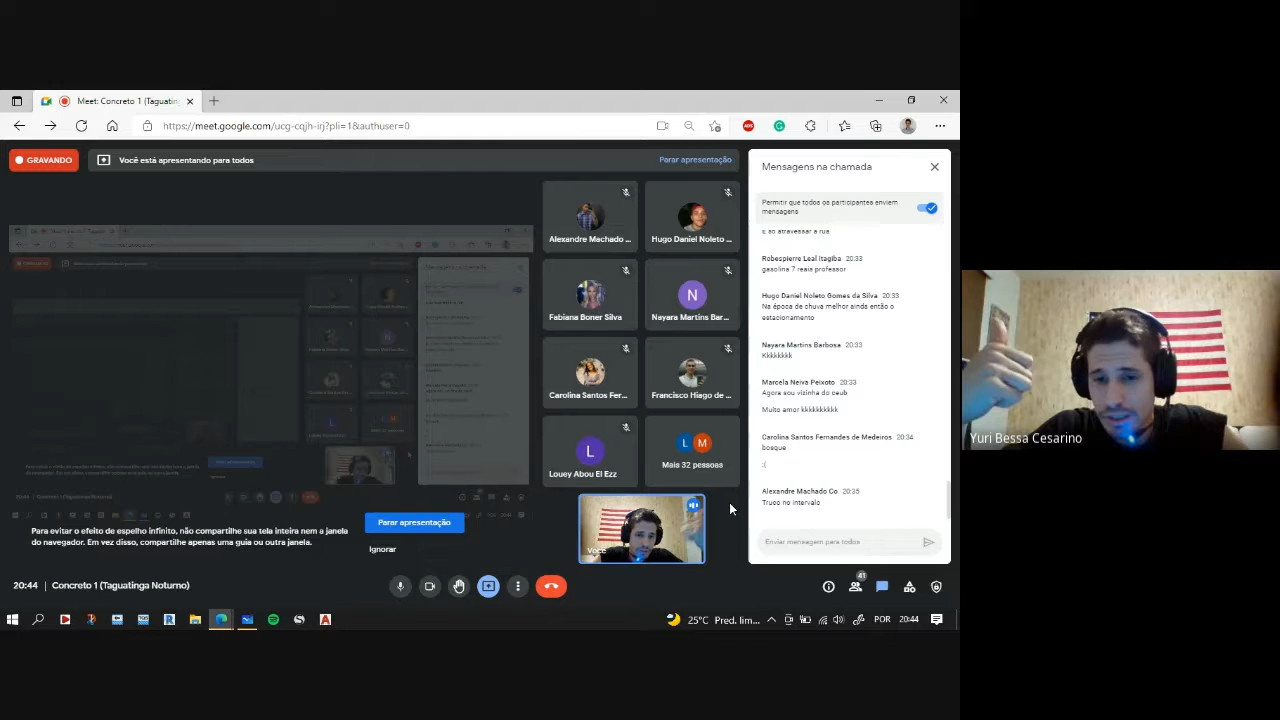 Meet: Concreto 1 (Taguating
https://meet.google.com/ucg-cqjh-irj?pli=1&authuser=0
GRAVANDO
Você está apresentando para todos
Parar apresentação
Alexandre Machado ...
Hugo Daniel Noleto ...
Fabiana Boner Silva
N
Nayara Martins Bar...
Carolina Santos Fer...
Francisco Hiago de ...
L
Louey Abou El Ezz
L M
Mais 32 pessoas
Você
Para evitar o efeito de espelho infinito, não compartilhe sua tela inteira nem a janela
do navegador. Em vez disso, compartilhe apenas uma guia ou outra janela.
Parar apresentação
Ignorar
Mensagens na chamada
Permitir que todos os participantes enviem
mensagens
é só atravessar a rua
Robespierre Leal Itagiba 20:33
gasolina 7 reais professor
Hugo Daniel Noleto Gomes da Silva 20:33
Na época de chuva melhor ainda então o
estacionamento
Nayara Martins Barbosa 20:33
Kkkkkkkk
Marcela Neiva Peixoto 20:33
Agora sou vizinha do ceub
Muito amor kkkkkkkkkk
Carolina Santos Fernandes de Medeiros 20:34
bosque
:(
Alexandre Machado Co 20:35
Truco no intervalo
Enviar mensagem para todos
20:44 | Concreto 1 (Taguatinga Noturno)
41
25°C Pred. lim...
POR
20:44
Yuri Bessa Cesarino